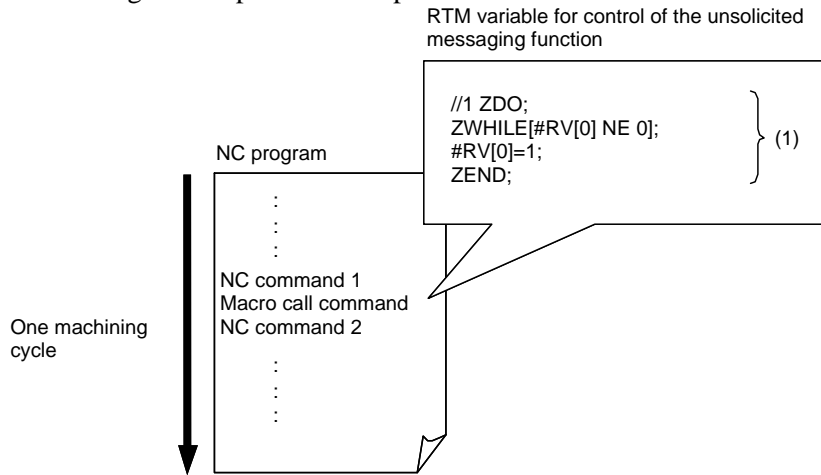 RTM variable for control of the unsolicited
messaging function
//1 ZDO;
ZWHILE[#RV[0] NE 0];
#RV[0]=1;
ZEND;
(1)
NC program
:
:
:
NC command 1
Macro call command
NC command 2
:
:
:
One machining
cycle